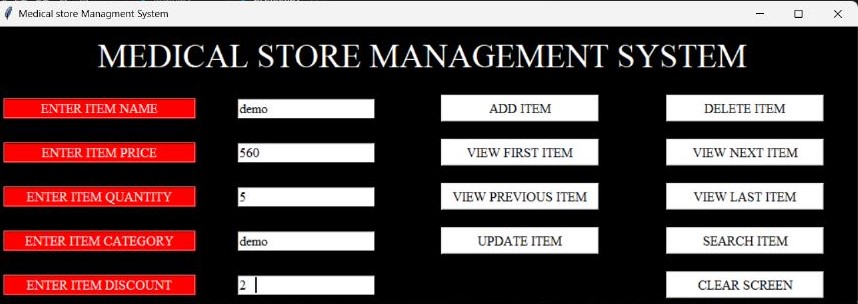 Medical store Managment System
MEDICAL STORE MANAGEMENT SYSTEM
ENTER ITEM NAME demo ADD ITEM DELETE ITEM
ENTER ITEM PRICE 560 VIEW FIRST ITEM VIEW NEXT ITEM
ENTER ITEM QUANTITY 5 VIEW PREVIOUS ITEM VIEW LAST ITEM
ENTER ITEM CATEGORY demo UPDATE ITEM SEARCH ITEM
ENTER ITEM DISCOUNT 2 CLEAR SCREEN